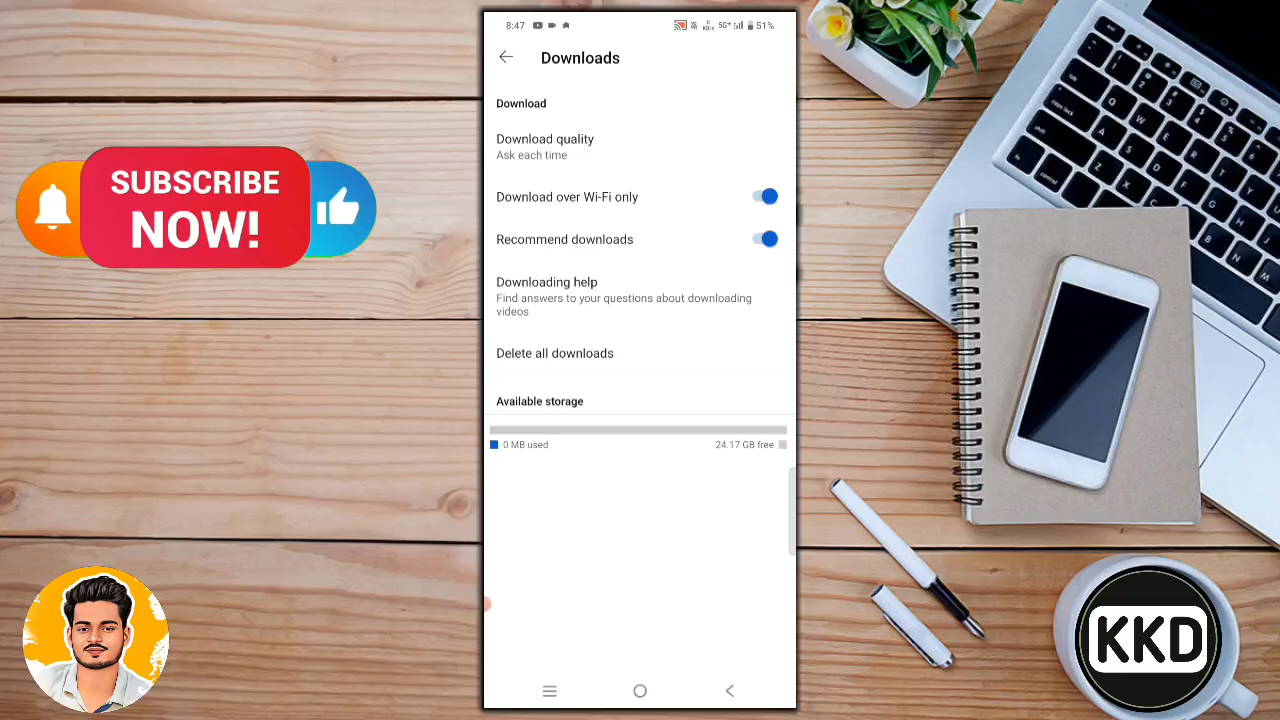 SUBSCRIBE
NOW!
8:47
5G+
51%
Downloads
Download
Download quality
Ask each time
Download over Wi-Fi only
Recommend downloads
Downloading help
Find answers to your questions about downloading
videos
Delete all downloads
Available storage
0 MB used
24.17 GB free
KKD